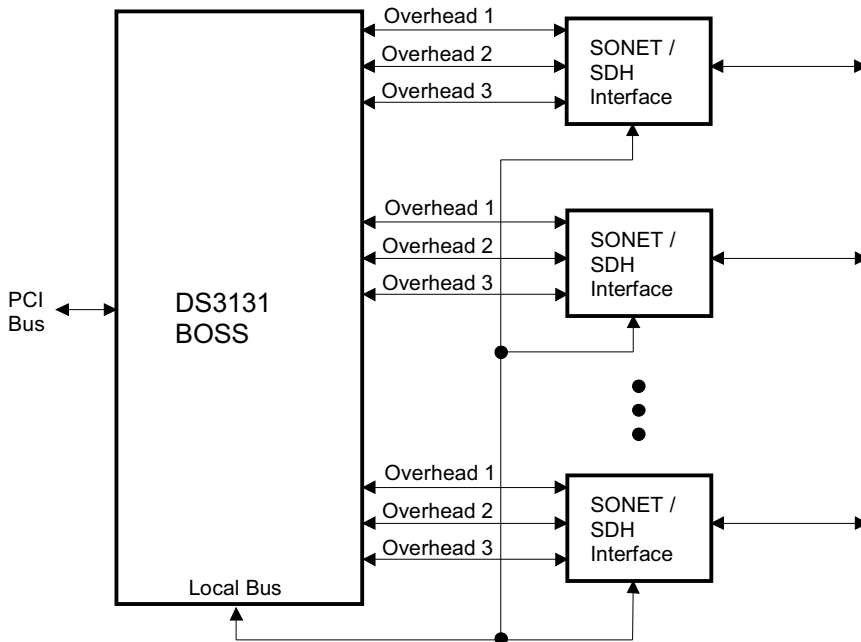 Overhead 1
Overhead 2
Overhead 3
SONET /
SDH
Interface
Overhead 1
Overhead 2
Overhead 3
SONET /
SDH
Interface
PCI
Bus
DS3131
BOSS
Overhead 1
Overhead 2
Overhead 3
SONET /
SDH
Interface
Local Bus